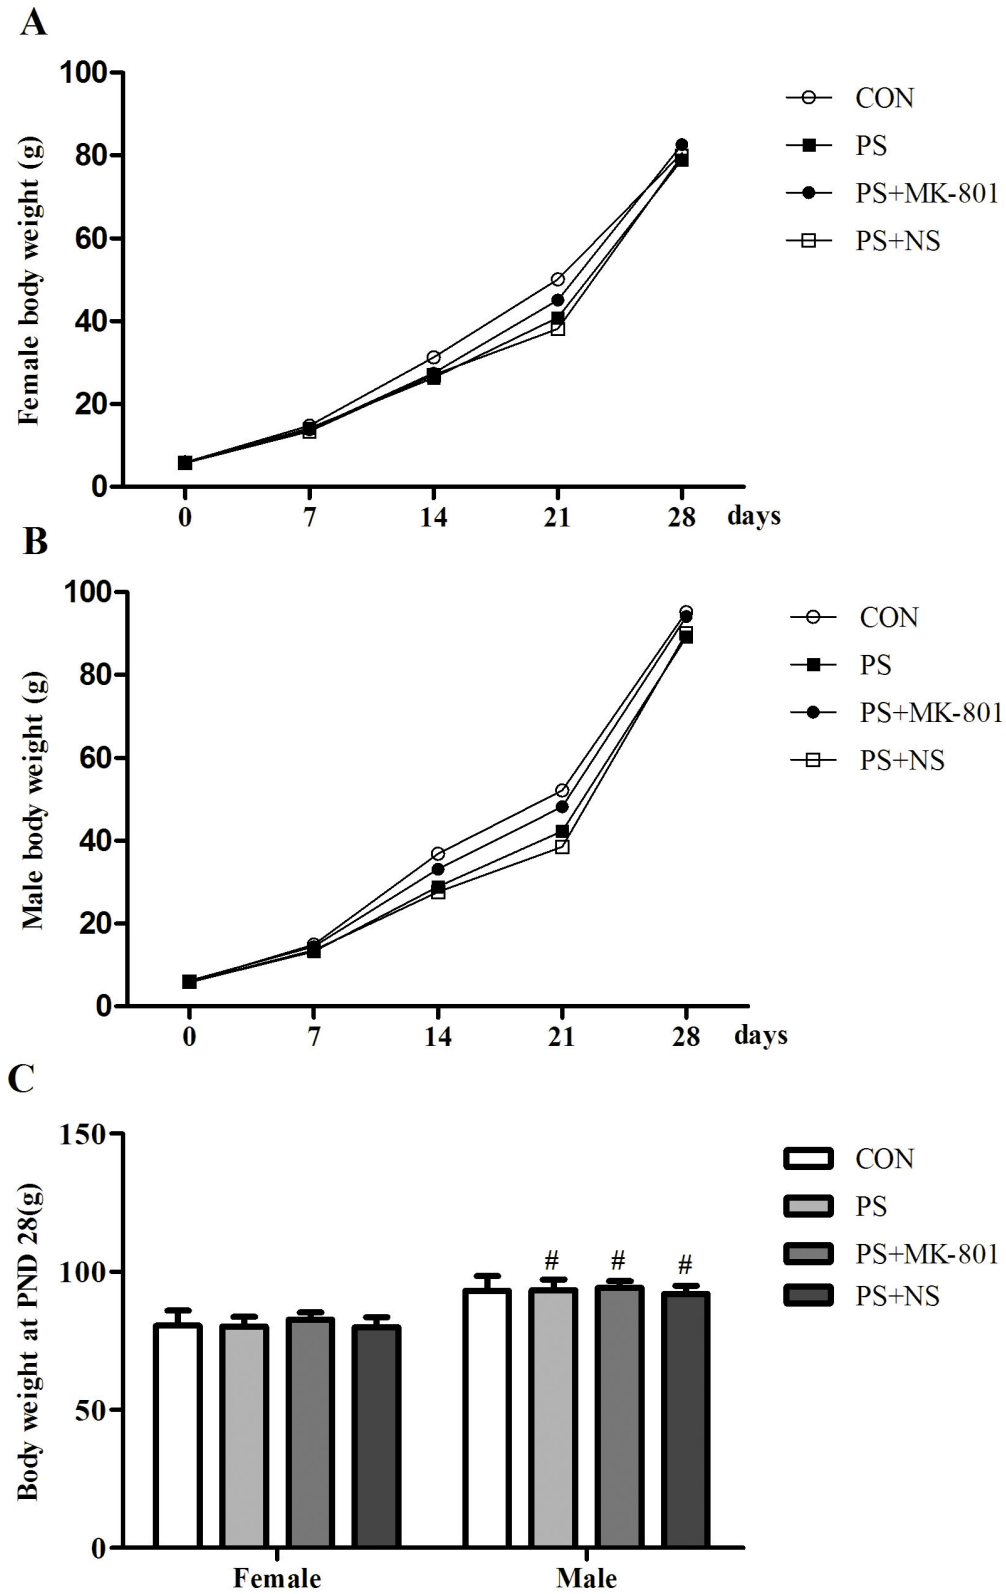 A
Female body weight (g)
100
80
60
40
20
0
0 7 14 21 28 days
CON
PS
PS+MK-801
PS+NS
B
Male body weight (g)
100
80
60
40
20
0
0 7 14 21 28 days
CON
PS
PS+MK-801
PS+NS
C
Body weight at PND 28(g)
150
100
50
0
# # #
Female Male
CON
PS
PS+MK-801
PS+NS